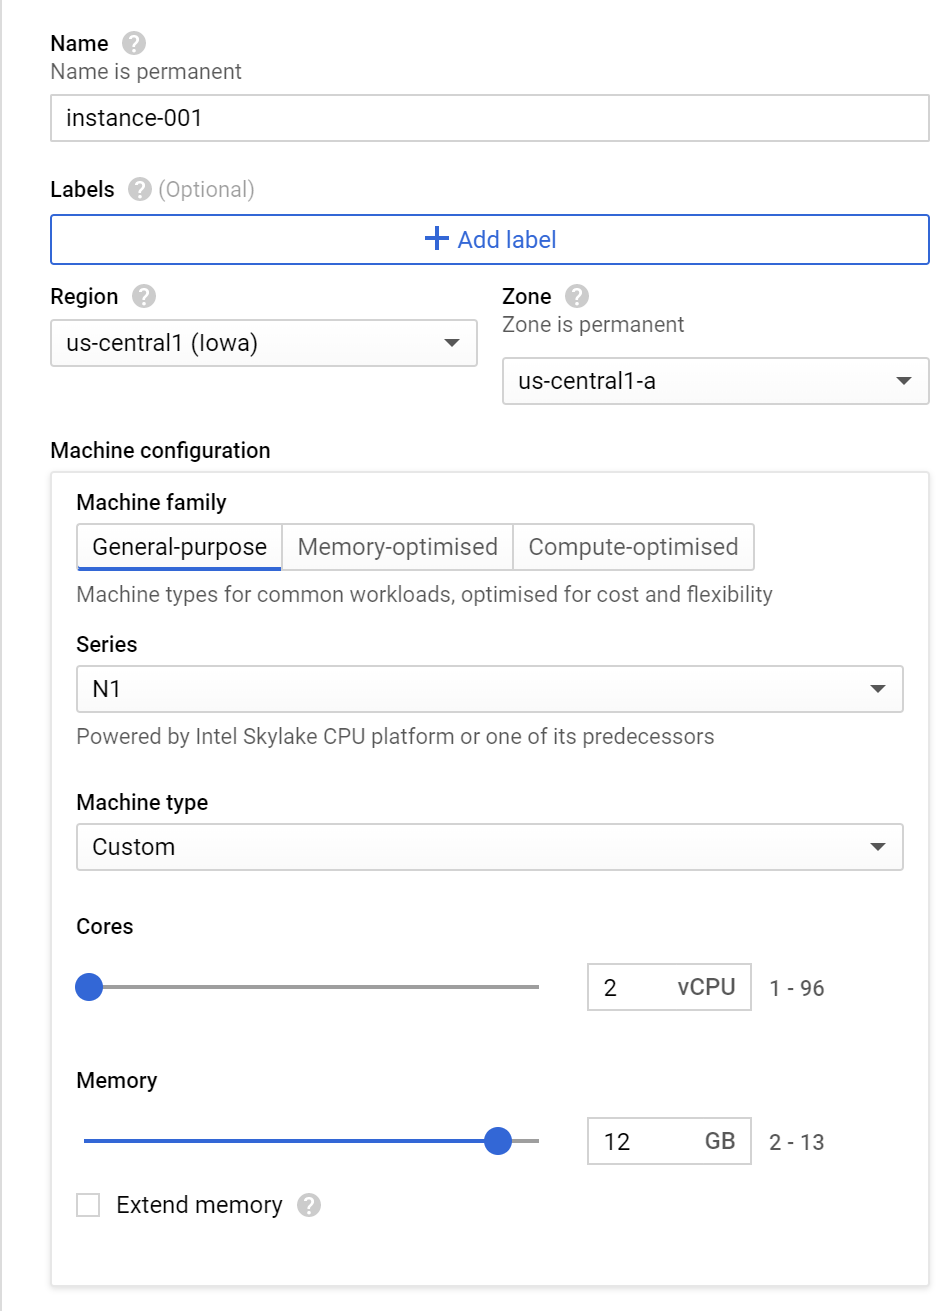 Name ?
Name is permanent
instance-001
Labels ? (Optional)
+ Add label
Region ?
us-central1 (Iowa)
Zone ?
Zone is permanent
us-central1-a
Machine configuration
Machine family
General-purpose Memory-optimised Compute-optimised
Machine types for common workloads, optimised for cost and flexibility
Series
N1
Powered by Intel Skylake CPU platform or one of its predecessors
Machine type
Custom
Cores
2 vCPU 1 - 96
Memory
12 GB 2 - 13
Extend memory ?